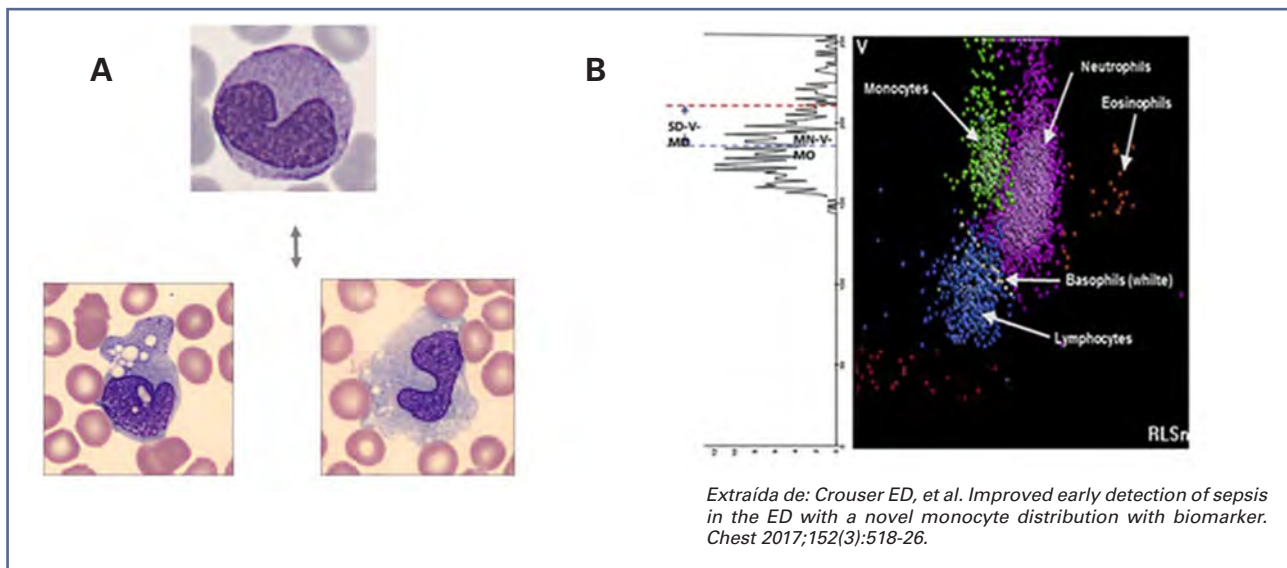 A
B
V
Monocytes
Neutrophils
Eosinophils
SD-V-
MO
MN-V-
MO
Basophils (whilte)
Lymphocytes
RLSn
Extraída de: Crouser ED, et al. Improved early detection of sepsis
in the ED with a novel monocyte distribution with biomarker.
Chest 2017;152(3):518-26.